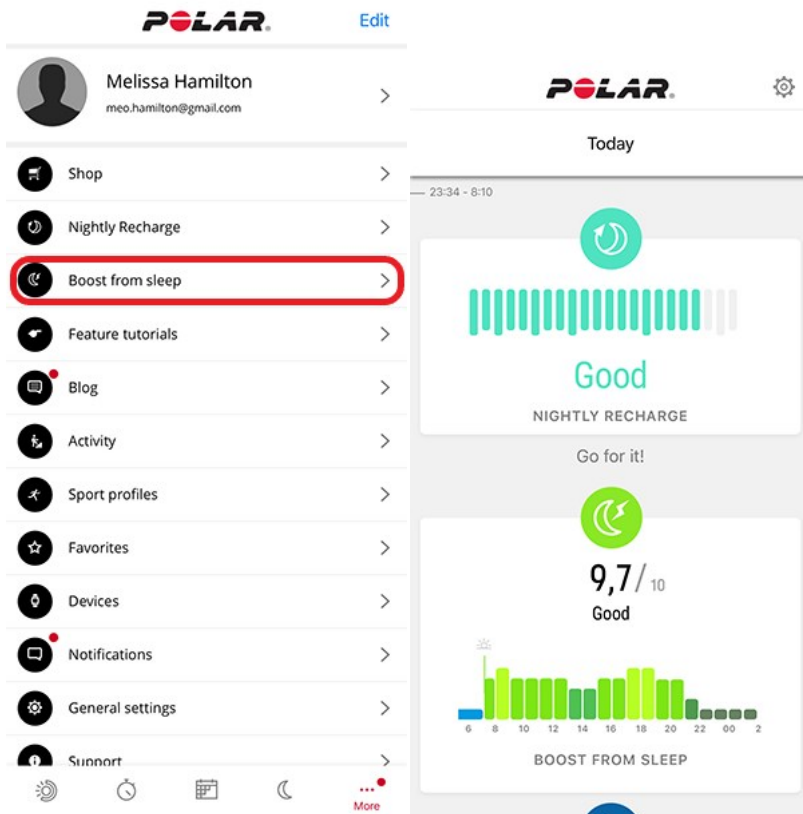 POLAR. Edit
Melissa Hamilton
meo.hamilton@gmail.com
Shop
Nightly Recharge
Boost from sleep
Feature tutorials
Blog
Activity
Sport profiles
Favorites
Devices
Notifications
General settings
Support
More
POLAR.
Today
23:34 - 8:10
Good
NIGHTLY RECHARGE
Go for it!
9,7/10
Good
6 8 10 12 14 16 18 20 22 00 2
BOOST FROM SLEEP